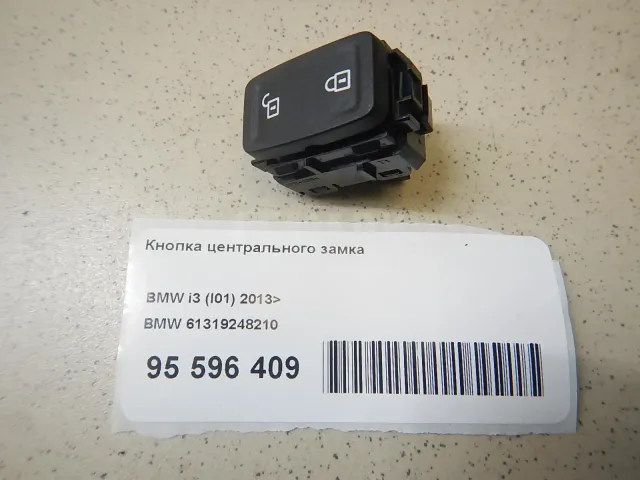 Кнопка центрального замка
BMW i3 (I01) 2013>
BMW 61319248210
95 596 409